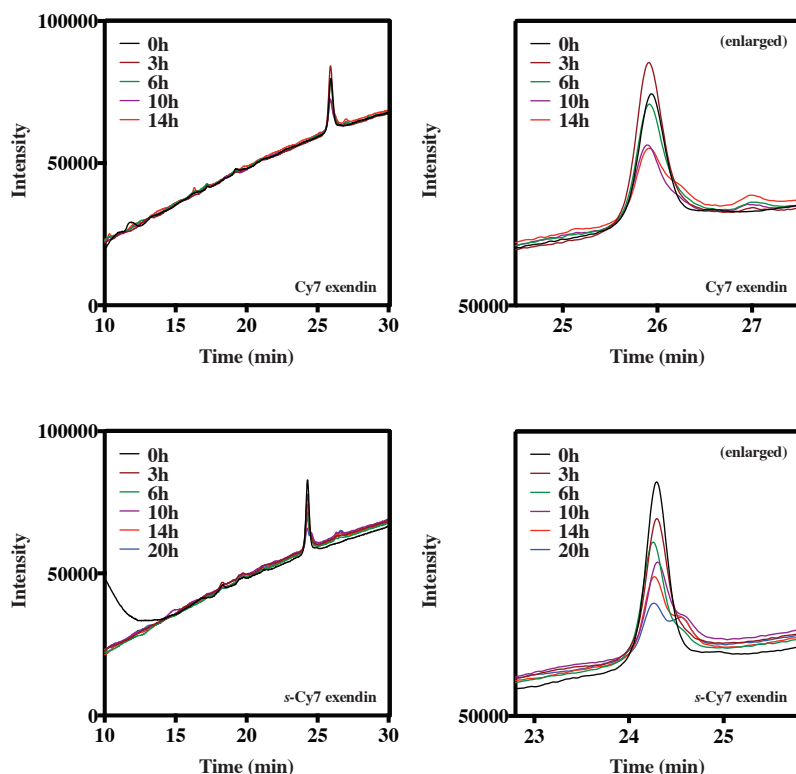 100000
50000
0
Intensity
0h
3h
6h
10h
14h
Cy7 exendin
10 15 20 25 30
Time (min)
(enlarged)
0h
3h
6h
10h
14h
Intensity
50000
Cy7 exendin
25 26 27
Time (min)
100000
50000
0
Intensity
0h
3h
6h
10h
14h
20h
s-Cy7 exendin
10 15 20 25 30
Time (min)
(enlarged)
0h
3h
6h
10h
14h
20h
Intensity
50000
s-Cy7 exendin
23 24 25
Time (min)